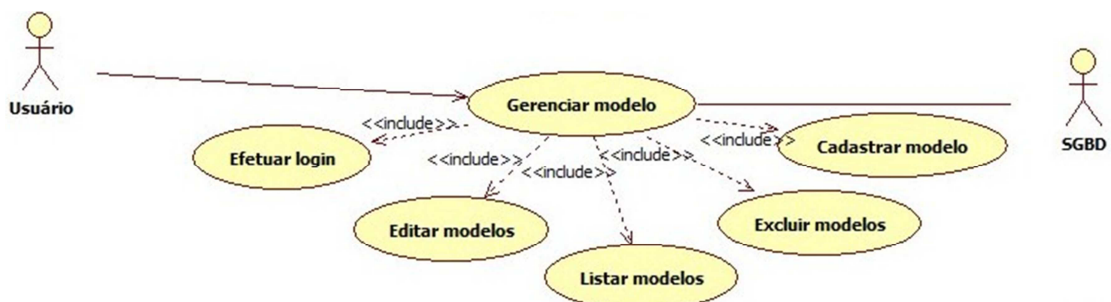 Usuário
Gerenciar modelo
SGBD
<<include>>
Efetuar login
<<include>>
Editar modelos
<<include>>
Listar modelos
<<include>>
Excluir modelos
<<include>>
Cadastrar modelo